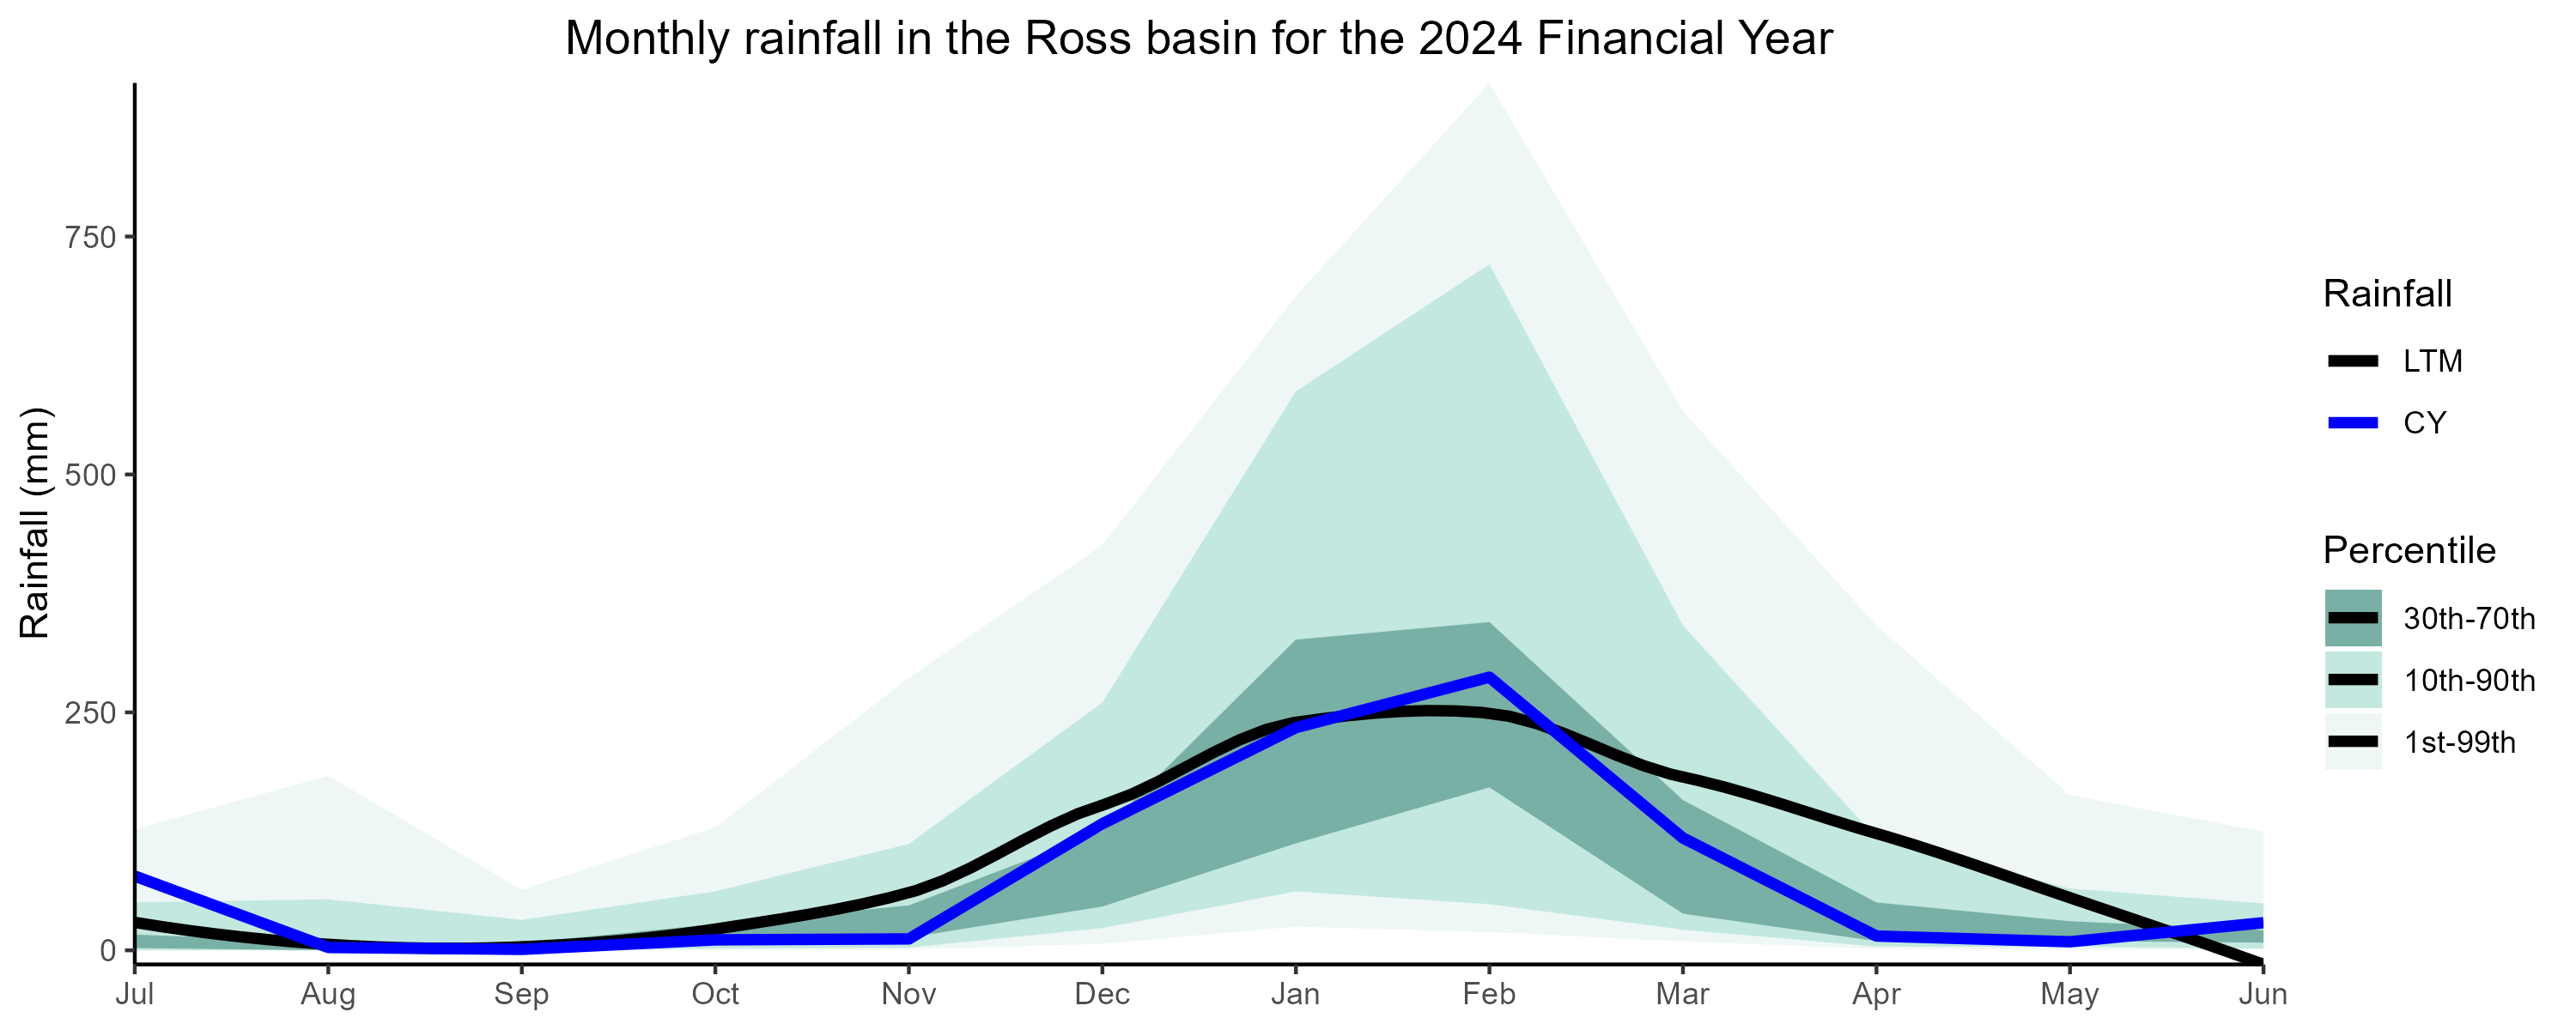 Monthly rainfall in the Ross basin for the 2024 Financial Year
Rainfall (mm)
750
500
250
0
Jul Aug Sep Oct Nov Dec Jan Feb Mar Apr May Jun
Rainfall
LTM
CY
Percentile
30th-70th
10th-90th
1st-99th